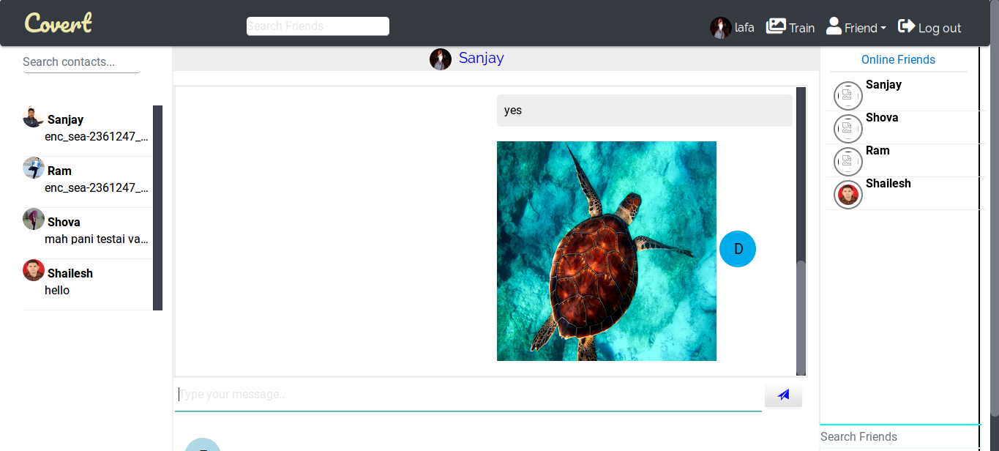 Covert
Search Friends
lafa
Train
Friend
Log out
Search contacts...
Sanjay
enc_sea-2361247_...
Ram
enc_sea-2361247_...
Shova
mah pani testai va...
Shailesh
hello
Sanjay
yes
D
Type your message..
Online Friends
Sanjay
Shova
Ram
Shailesh
Search Friends